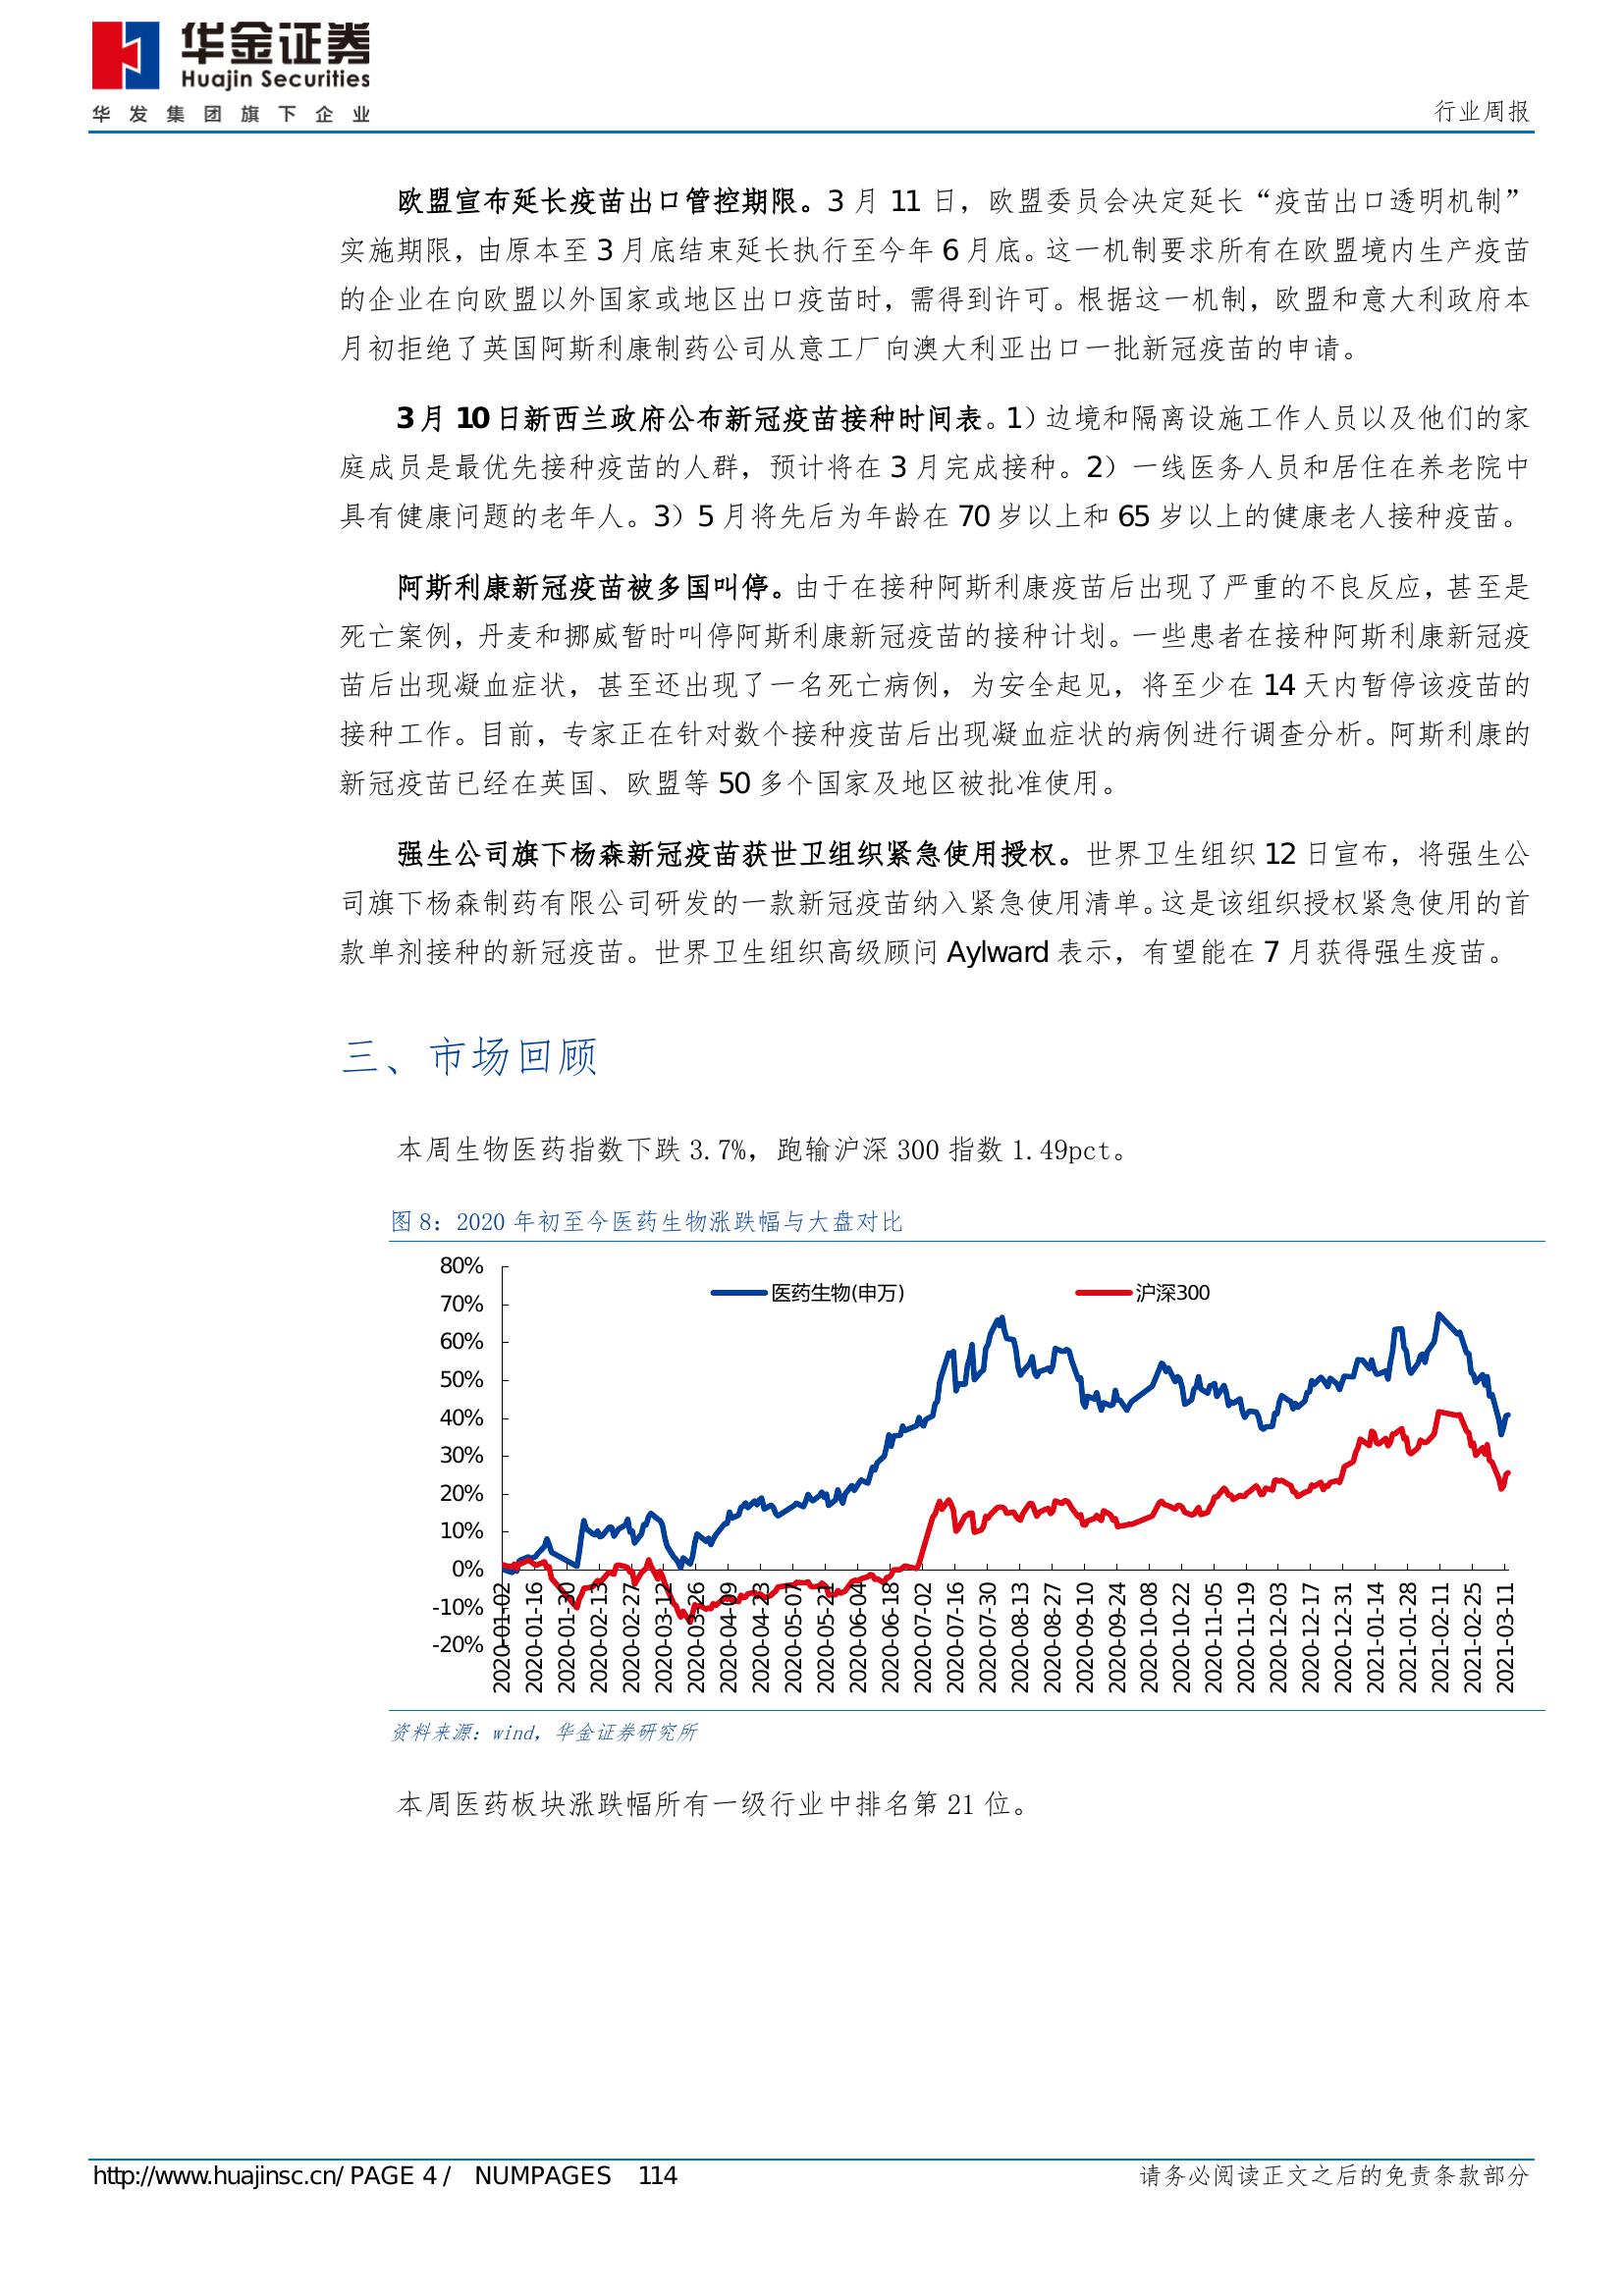 华金证券
Huajin Securities
华发集团旗下企业
行业周报
欧盟宣布延长疫苗出口管控期限。3 月 11 日，欧盟委员会决定延长“疫苗出口透明机制”
实施期限，由原本至 3 月底结束延长执行至今年 6 月底。这一机制要求所有在欧盟境内生产疫苗
的企业在向欧盟以外国家或地区出口疫苗时，需得到许可。根据这一机制，欧盟和意大利政府本
月初拒绝了英国阿斯利康制药公司从意工厂向澳大利亚出口一批新冠疫苗的申请。
3 月 10 日新西兰政府公布新冠疫苗接种时间表。1）边境和隔离设施工作人员以及他们的家
庭成员是最优先接种疫苗的人群，预计将在 3 月完成接种。2）一线医务人员和居住在养老院中
具有健康问题的老年人。3）5 月将先后为年龄在 70 岁以上和 65 岁以上的健康老人接种疫苗。
阿斯利康新冠疫苗被多国叫停。由于在接种阿斯利康疫苗后出现了严重的不良反应，甚至是
死亡案例，丹麦和挪威暂时叫停阿斯利康新冠疫苗的接种计划。一些患者在接种阿斯利康新冠疫
苗后出现凝血症状，甚至还出现了一名死亡病例，为安全起见，将至少在 14 天内暂停该疫苗的
接种工作。目前，专家正在针对数个接种疫苗后出现凝血症状的病例进行调查分析。阿斯利康的
新冠疫苗已经在英国、欧盟等 50 多个国家及地区被批准使用。
强生公司旗下杨森新冠疫苗获世卫组织紧急使用授权。世界卫生组织 12 日宣布，将强生公
司旗下杨森制药有限公司研发的一款新冠疫苗纳入紧急使用清单。这是该组织授权紧急使用的首
款单剂接种的新冠疫苗。世界卫生组织高级顾问 Aylward 表示，有望能在 7 月获得强生疫苗。
三、市场回顾
本周生物医药指数下跌 3.7%，跑输沪深 300 指数 1.49pct。
图 8：2020 年初至今医药生物涨跌幅与大盘对比
医药生物(申万)
沪深300
80%
70%
60%
50%
40%
30%
20%
10%
0%
-10%
-20%
2020-01-02
2020-01-16
2020-01-30
2020-02-13
2020-02-27
2020-03-12
2020-03-26
2020-04-09
2020-04-23
2020-05-07
2020-05-21
2020-06-04
2020-06-18
2020-07-02
2020-07-16
2020-07-30
2020-08-13
2020-08-27
2020-09-10
2020-09-24
2020-10-08
2020-10-22
2020-11-05
2020-11-19
2020-12-03
2020-12-17
2020-12-31
2021-01-14
2021-01-28
2021-02-11
2021-02-25
2021-03-11
资料来源：wind，华金证券研究所
本周医药板块涨跌幅所有一级行业中排名第 21 位。
http://www.huajinsc.cn/ PAGE 4 / NUMPAGES 114
请务必阅读正文之后的免责条款部分